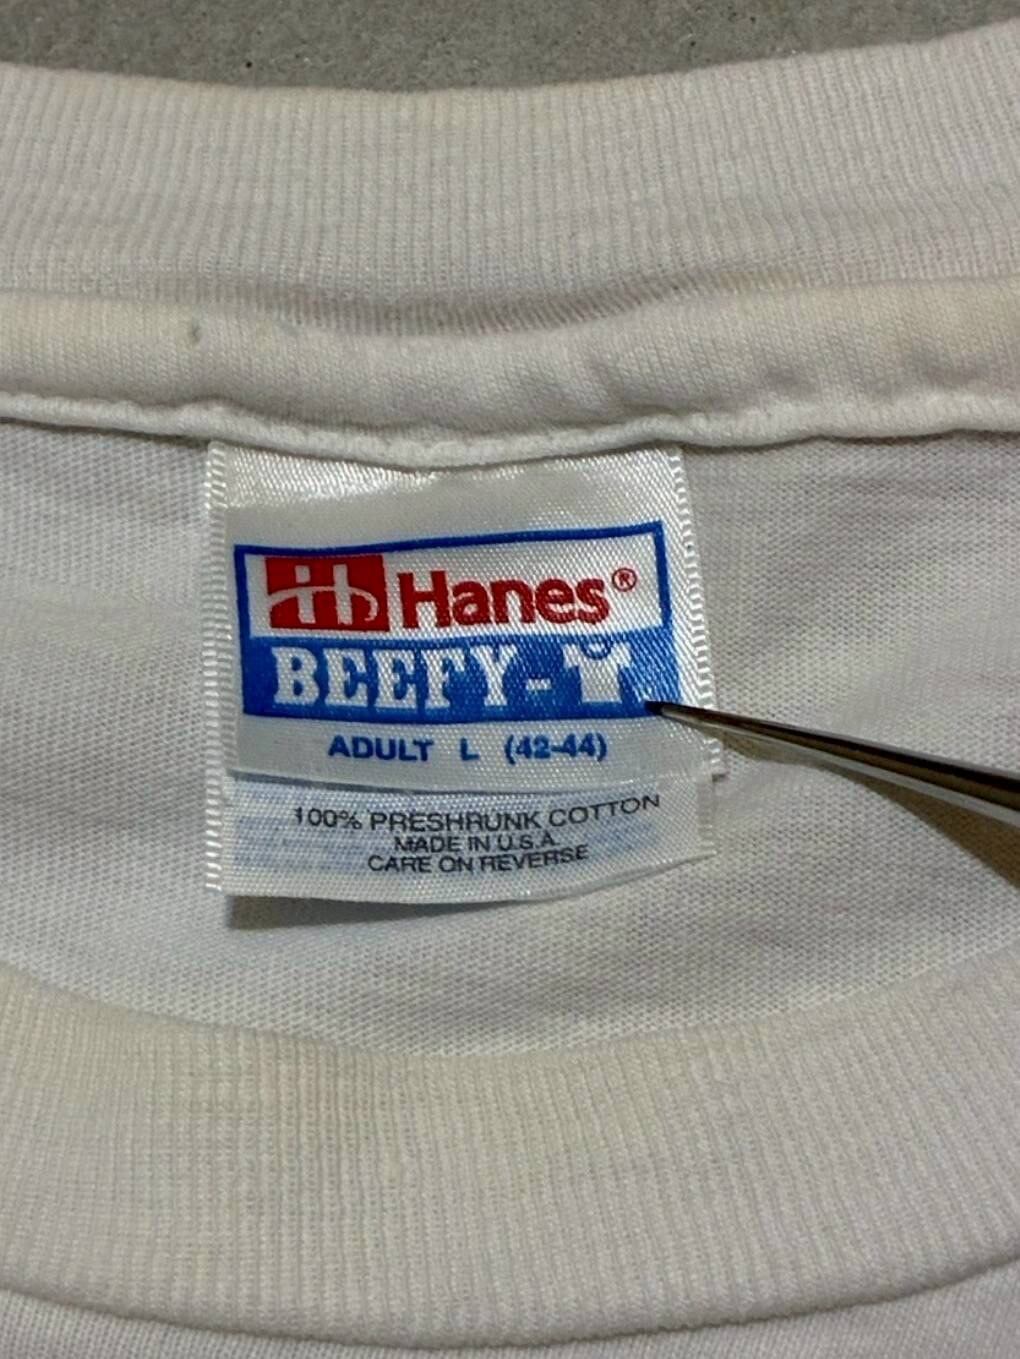 Hanes®
BEEFY-T
ADULT L (42-44)
100% PRESHRUNK COTTON
MADE IN U.S.A.
CARE ON REVERSE